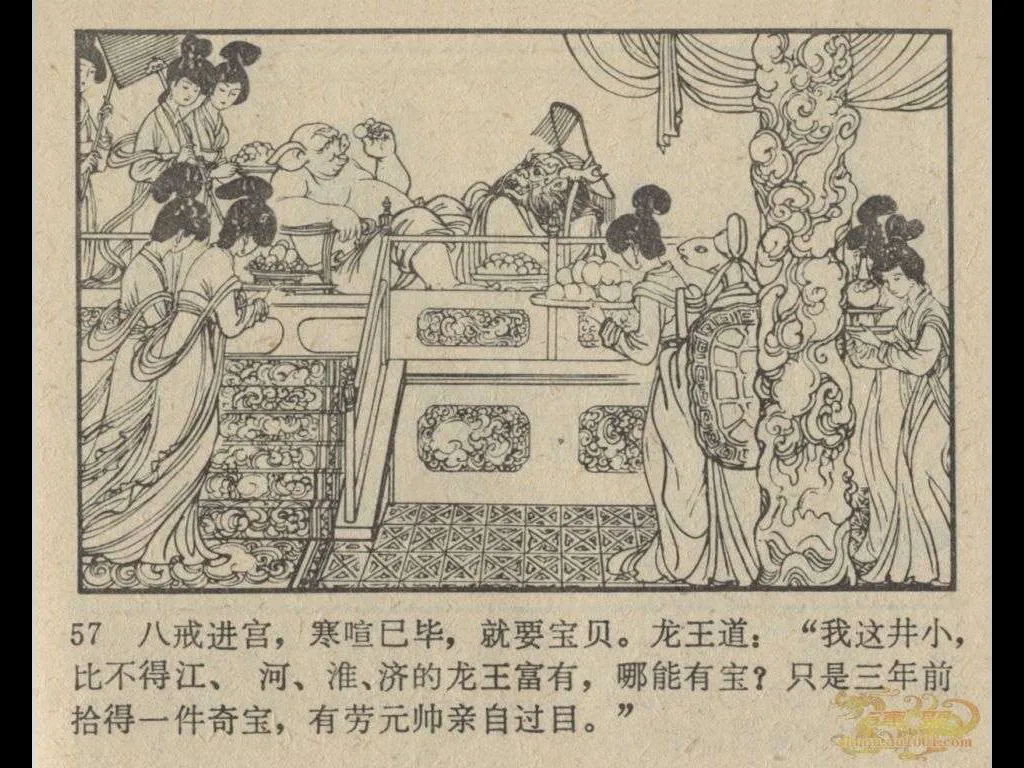 57 八戒进宫，寒喧已毕，就要宝贝。龙王道：“我这井小，
比不得江、河、淮、济的龙王富有，哪能有宝？只是三年前
拾得一件奇宝，有劳元帅亲自过目。”